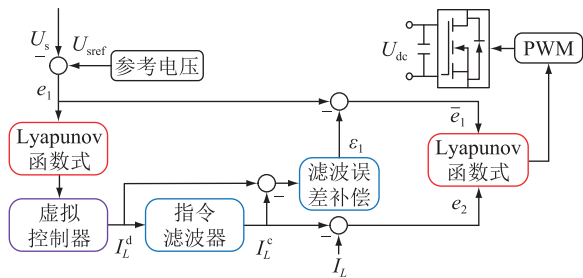 U_s
U_sref
参考电压
e_1
U_dc
PWM
Lyapunov
函数式
ε_1
ē_1
Lyapunov
函数式
滤波误
差补偿
虚拟
控制器
I_L^d
指令
滤波器
I_L^c
e_2
I_L